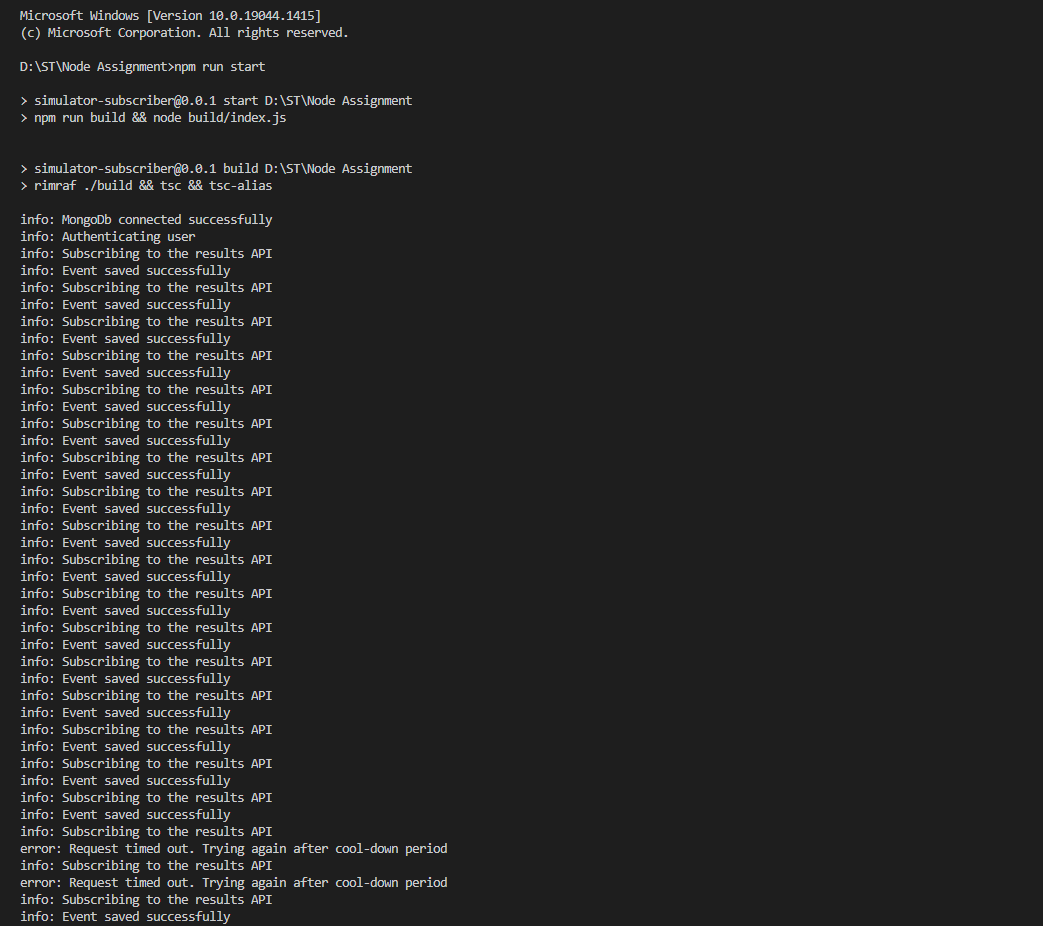 Microsoft Windows [Version 10.0.19044.1415]
(c) Microsoft Corporation. All rights reserved.
D:\ST\Node Assignment>npm run start
> simulator-subscriber@0.0.1 start D:\ST\Node Assignment
> npm run build && node build/index.js
> simulator-subscriber@0.0.1 build D:\ST\Node Assignment
> rimraf ./build && tsc && tsc-alias
info: MongoDb connected successfully
info: Authenticating user
info: Subscribing to the results API
info: Event saved successfully
info: Subscribing to the results API
info: Event saved successfully
info: Subscribing to the results API
info: Event saved successfully
info: Subscribing to the results API
info: Event saved successfully
info: Subscribing to the results API
info: Event saved successfully
info: Subscribing to the results API
info: Event saved successfully
info: Subscribing to the results API
info: Event saved successfully
info: Subscribing to the results API
info: Event saved successfully
info: Subscribing to the results API
info: Event saved successfully
info: Subscribing to the results API
info: Event saved successfully
info: Subscribing to the results API
info: Event saved successfully
info: Subscribing to the results API
info: Event saved successfully
info: Subscribing to the results API
info: Event saved successfully
info: Subscribing to the results API
info: Event saved successfully
info: Subscribing to the results API
info: Event saved successfully
info: Subscribing to the results API
info: Event saved successfully
info: Subscribing to the results API
info: Event saved successfully
info: Subscribing to the results API
error: Request timed out. Trying again after cool-down period
info: Subscribing to the results API
error: Request timed out. Trying again after cool-down period
info: Subscribing to the results API
info: Event saved successfully